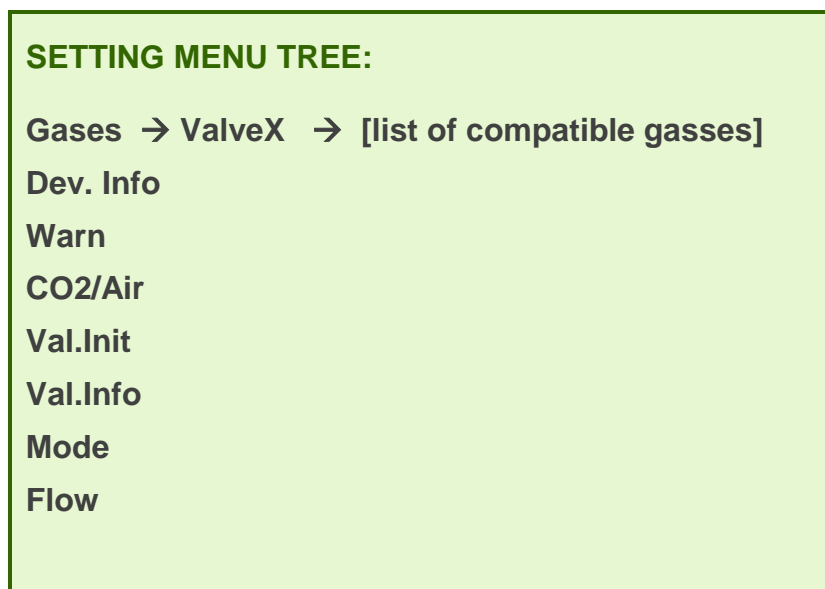 SETTING MENU TREE:
Gases → ValveX → [list of compatible gasses]
Dev. Info
Warn
CO2/Air
Val.Init
Val.Info
Mode
Flow